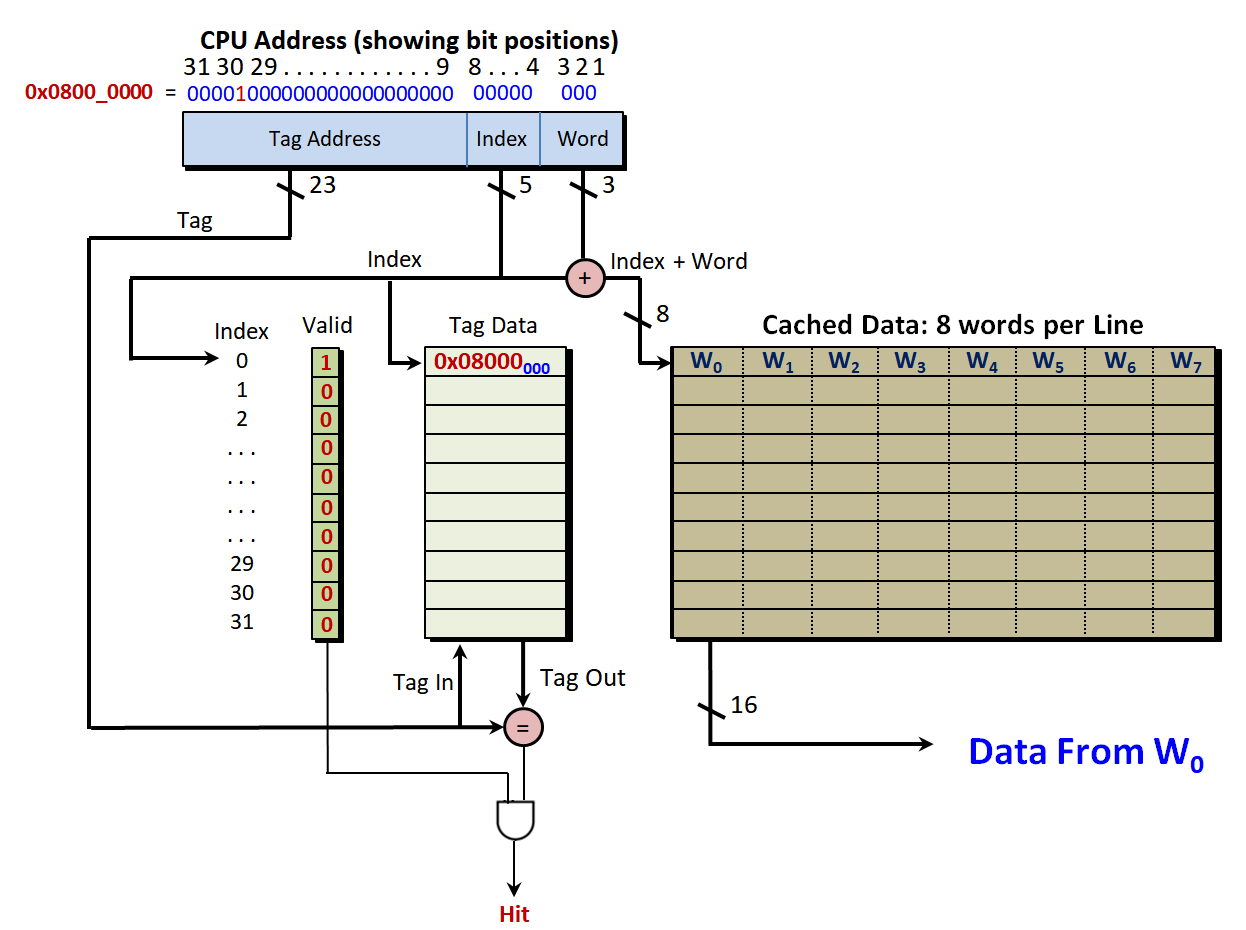 CPU Address (showing bit positions)
31 30 29 . . . . . . . . . . . . 9 8 . . . 4 3 2 1
0x0800_0000 = 00001000000000000000000 00000 000
Tag Address Index Word
23 5 3
Tag
Index + Index + Word
8
Index Valid Tag Data Cached Data: 8 words per Line
0 1 0x08000000 W0 W1 W2 W3 W4 W5 W6 W7
1 0
2 0
. . . 0
. . . 0
. . . 0
. . . 0
29 0
30 0
31 0
Tag In Tag Out
16
=
Data From W0
Hit